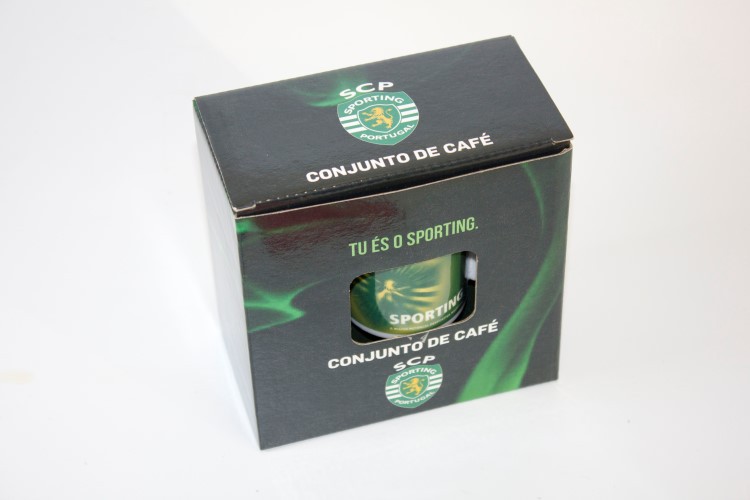 SCP
SPORTING
PORTUGAL
CONJUNTO DE CAFÉ
TU ÉS O SPORTING.
SPORTING
CONJUNTO DE CAFÉ
SCP
SPORTING
PORTUGAL